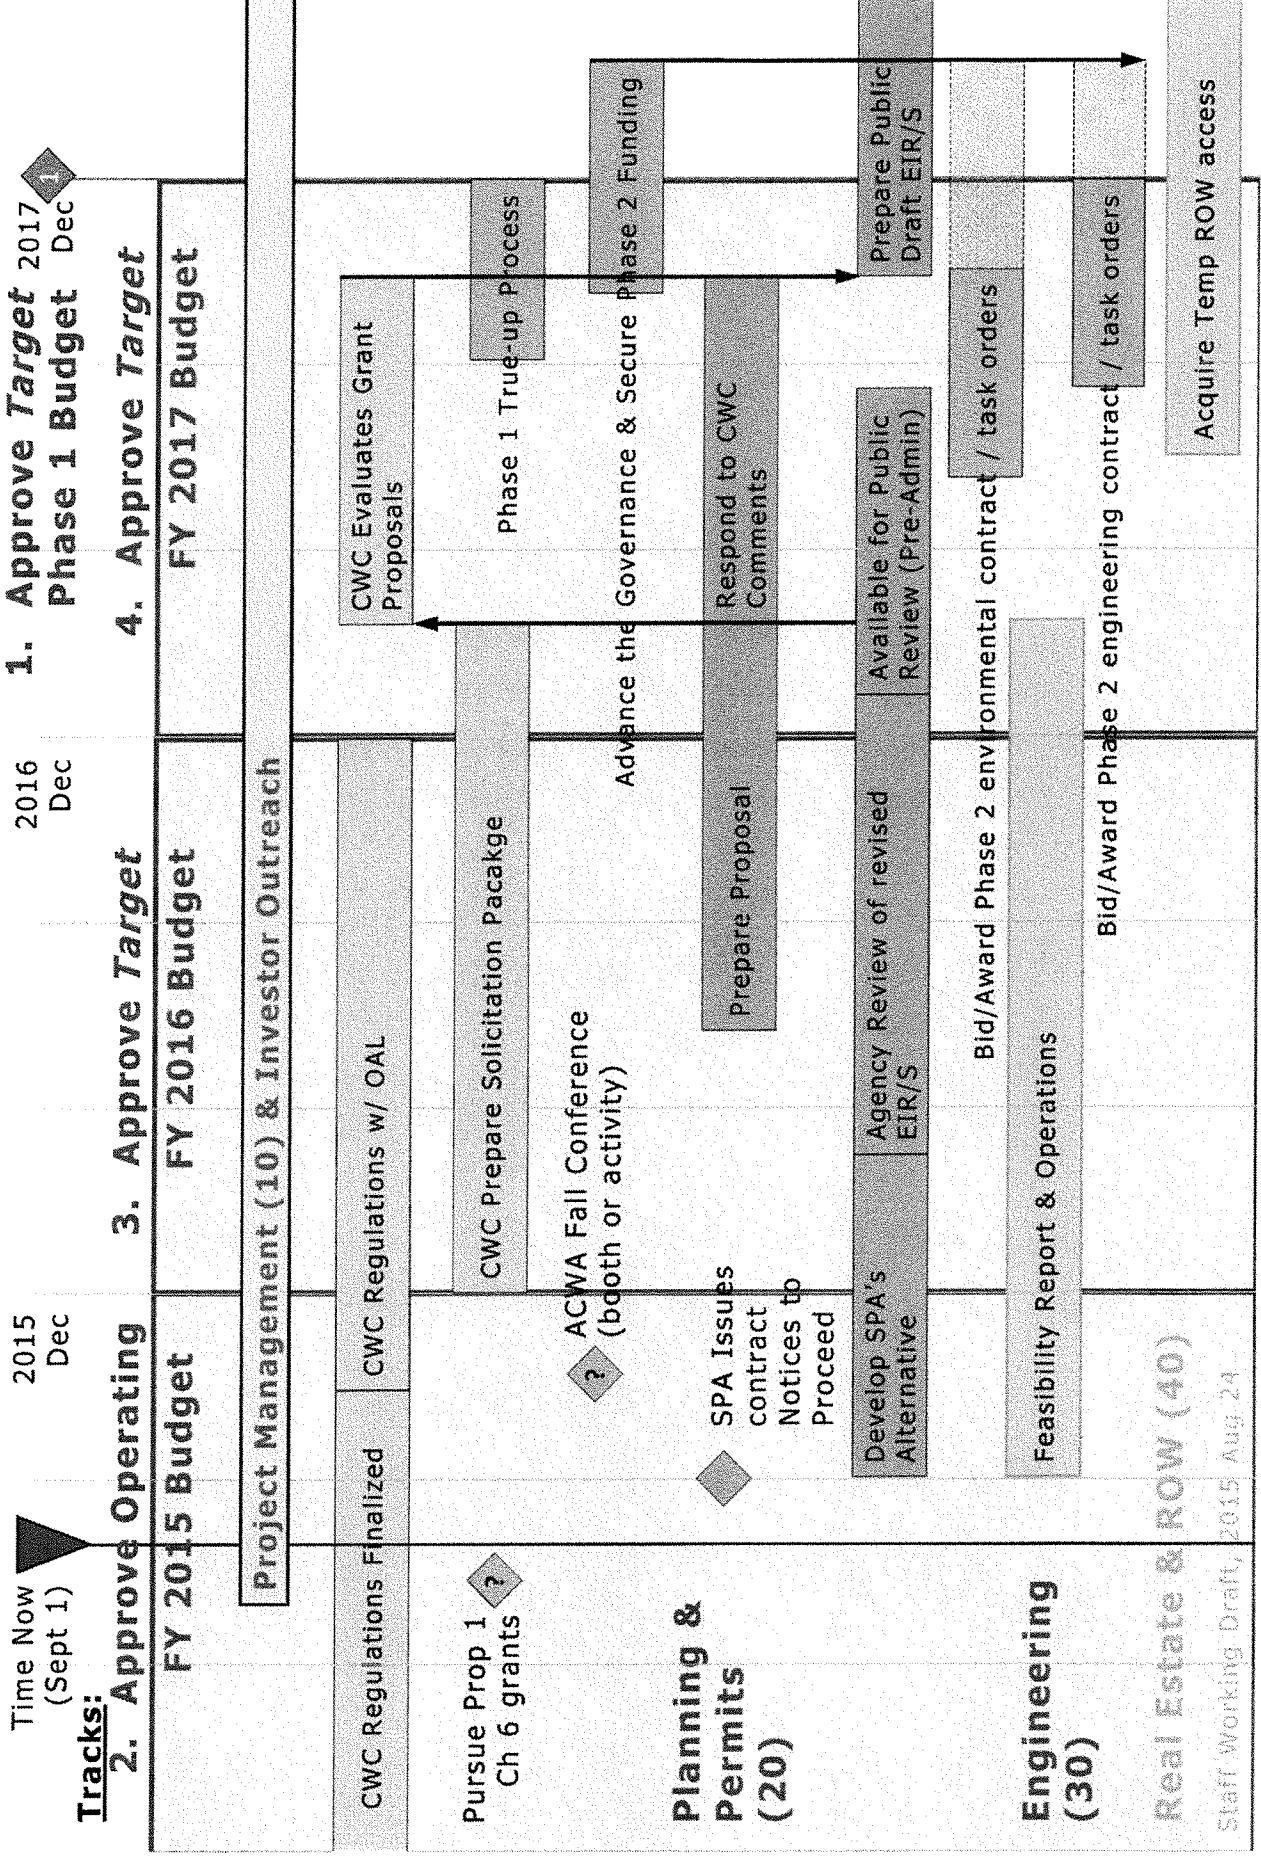 Time Now
(Sept 1)
2015
Dec
2016
Dec
1. Approve Target 2017
Phase 1 Budget Dec
1
Tracks:
2. Approve Operating
FY 2015 Budget
3. Approve Target
FY 2016 Budget
4. Approve Target
FY 2017 Budget
Project Management (10) & Investor Outreach
CWC Regulations Finalized
CWC Regulations w/ OAL
CWC Evaluates Grant
Proposals
Pursue Prop 1
Ch 6 grants
?
CWC Prepare Solicitation Pacakge
Phase 1 True-up Process
?
ACWA Fall Conference
(booth or activity)
Advance the Governance & Secure Phase 2 Funding
Planning &
Permits
(20)
SPA Issues
contract
Notices to
Proceed
Prepare Proposal
Respond to CWC
Comments
Develop SPA's
Alternative
Agency Review of revised
EIR/S
Available for Public
Review (Pre-Admin)
Prepare Public
Draft EIR/S
Bid/Award Phase 2 environmental contract / task orders
Engineering
(30)
Feasibility Report & Operations
Bid/Award Phase 2 engineering contract / task orders
Real Estate & ROW (40)
Acquire Temp ROW access
Staff Working Draft, 2015 Aug 24